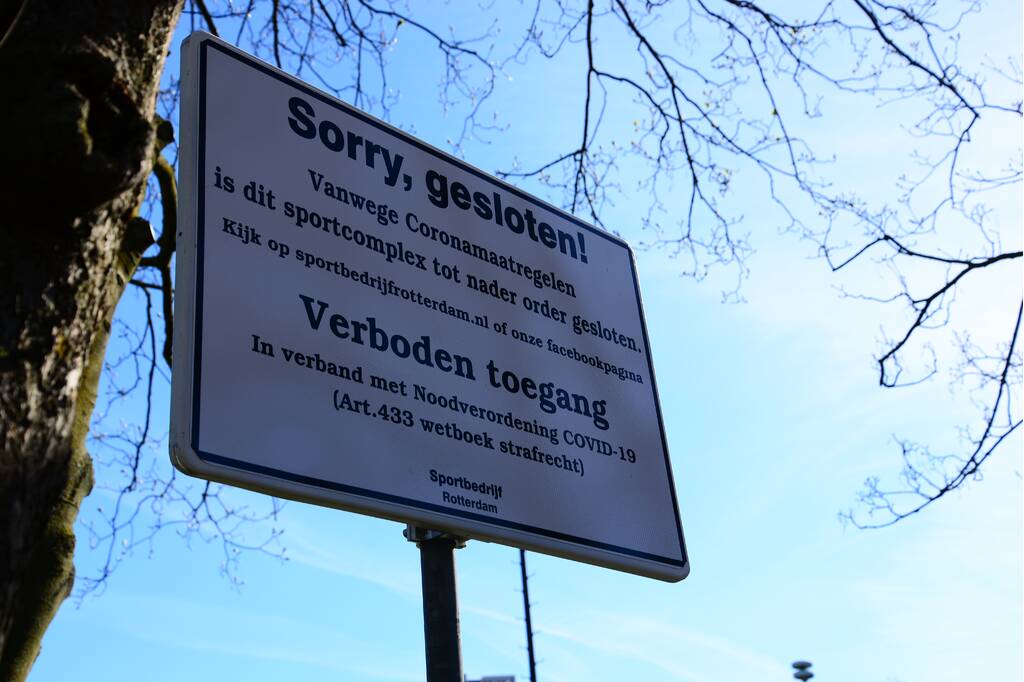 Sorry, gesloten!
Vanwege Coronamaatregelen
is dit sportcomplex tot nader order gesloten.
Kijk op sportbedrijfrotterdam.nl of onze facebookpagina
Verboden toegang
In verband met Noodverordening COVID-19
(Art.433 wetboek strafrecht)
Sportbedrijf
Rotterdam